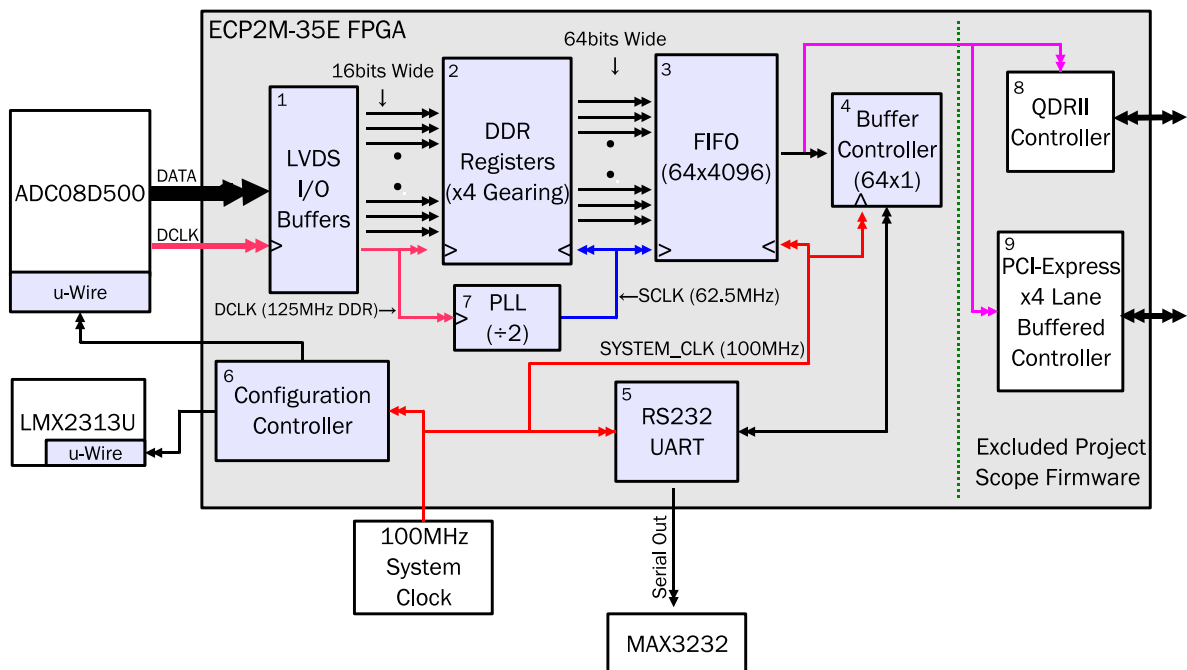 ECP2M-35E FPGA
64bits Wide
↓
16bits Wide
↓
1
LVDS
I/O
Buffers
2
DDR
Registers
(x4 Gearing)
3
FIFO
(64x4096)
4
Buffer
Controller
(64x1)
8
QDRII
Controller
ADC08D500
u-Wire
DATA
DCLK
DCLK (125MHz DDR)→
7
PLL
(÷2)
←SCLK (62.5MHz)
SYSTEM_CLK (100MHz)
9
PCI-Express
x4 Lane
Buffered
Controller
6
Configuration
Controller
LMX2313U
u-Wire
5
RS232
UART
Excluded Project
Scope Firmware
100MHz
System
Clock
Serial Out
MAX3232